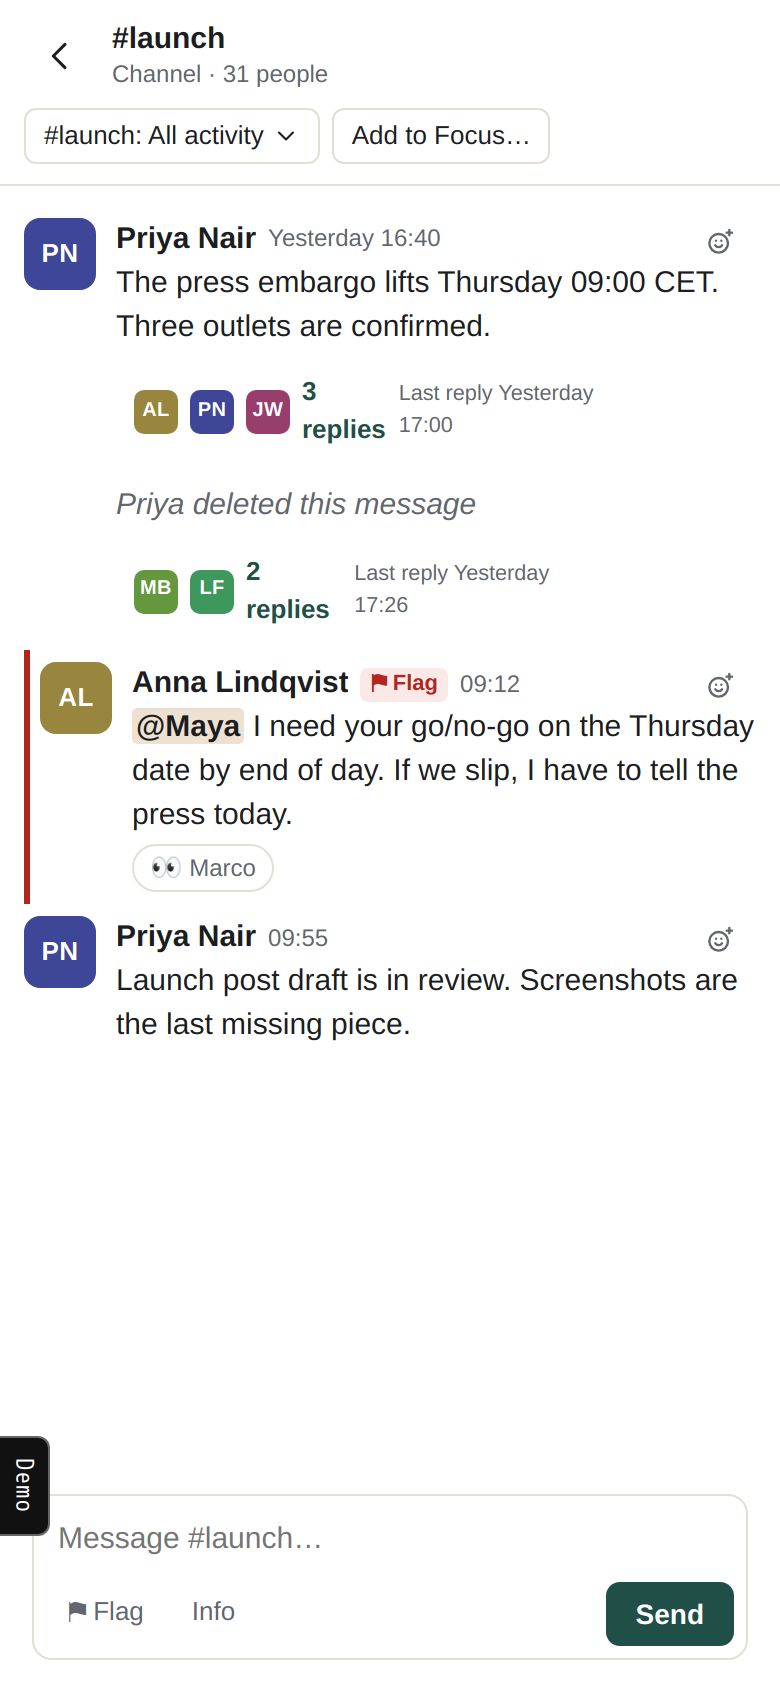 #launch
Channel · 31 people
#launch: All activity
Add to Focus…
PN
Priya Nair Yesterday 16:40
The press embargo lifts Thursday 09:00 CET.
Three outlets are confirmed.
AL PN JW
3
replies
Last reply Yesterday
17:00
Priya deleted this message
MB LF
2
replies
Last reply Yesterday
17:26
AL
Anna Lindqvist Flag 09:12
@Maya I need your go/no-go on the Thursday
date by end of day. If we slip, I have to tell the
press today.
👀 Marco
PN
Priya Nair 09:55
Launch post draft is in review. Screenshots are
the last missing piece.
Demo
Message #launch…
Flag Info
Send